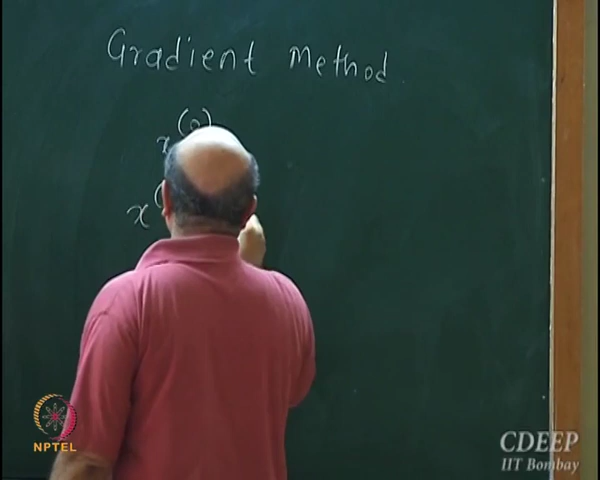 Gradient Method
x(0)
x(
NPTEL
CDEEP
IIT Bombay